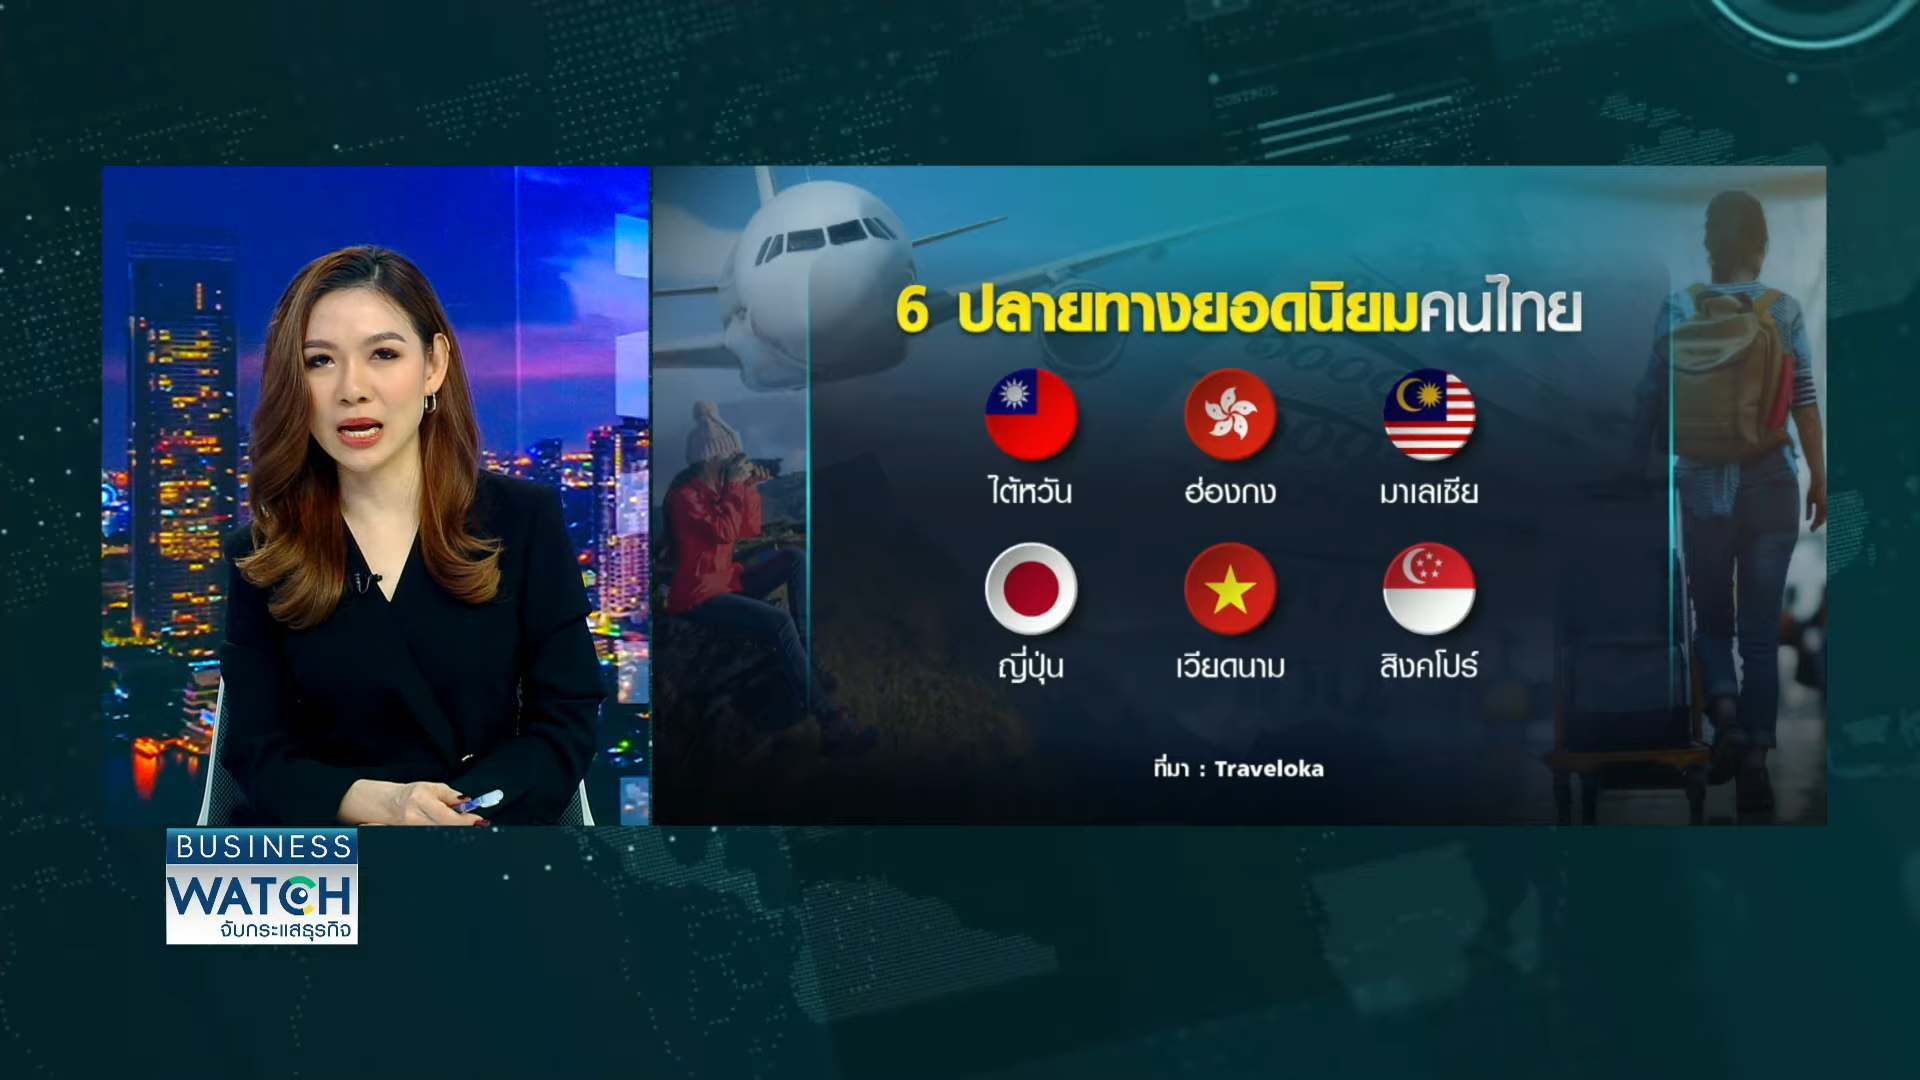 6 ปลายทางยอดนิยมคนไทย
ไต้หวัน
ฮ่องกง
มาเลเซีย
ญี่ปุ่น
เวียดนาม
สิงคโปร์
ที่มา : Traveloka
BUSINESS
WATCH
จับกระแสธุรกิจ